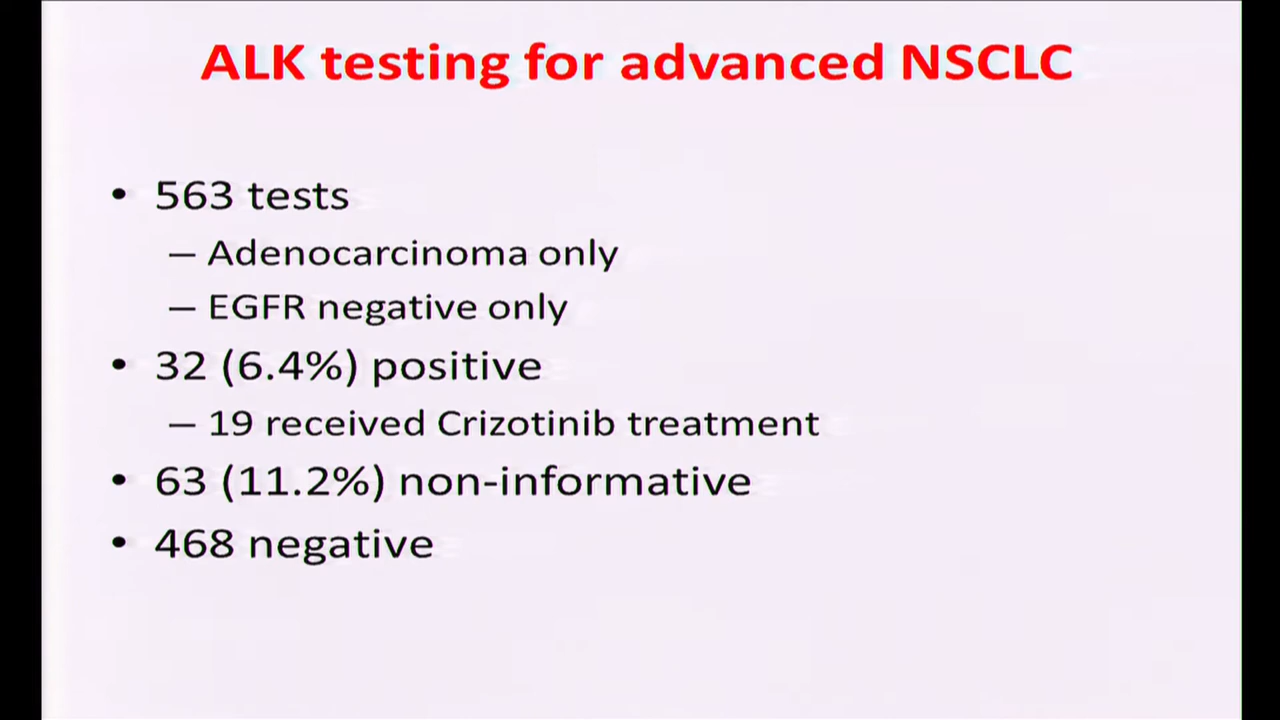 ALK testing for advanced NSCLC
• 563 tests
– Adenocarcinoma only
– EGFR negative only
• 32 (6.4%) positive
– 19 received Crizotinib treatment
• 63 (11.2%) non-informative
• 468 negative